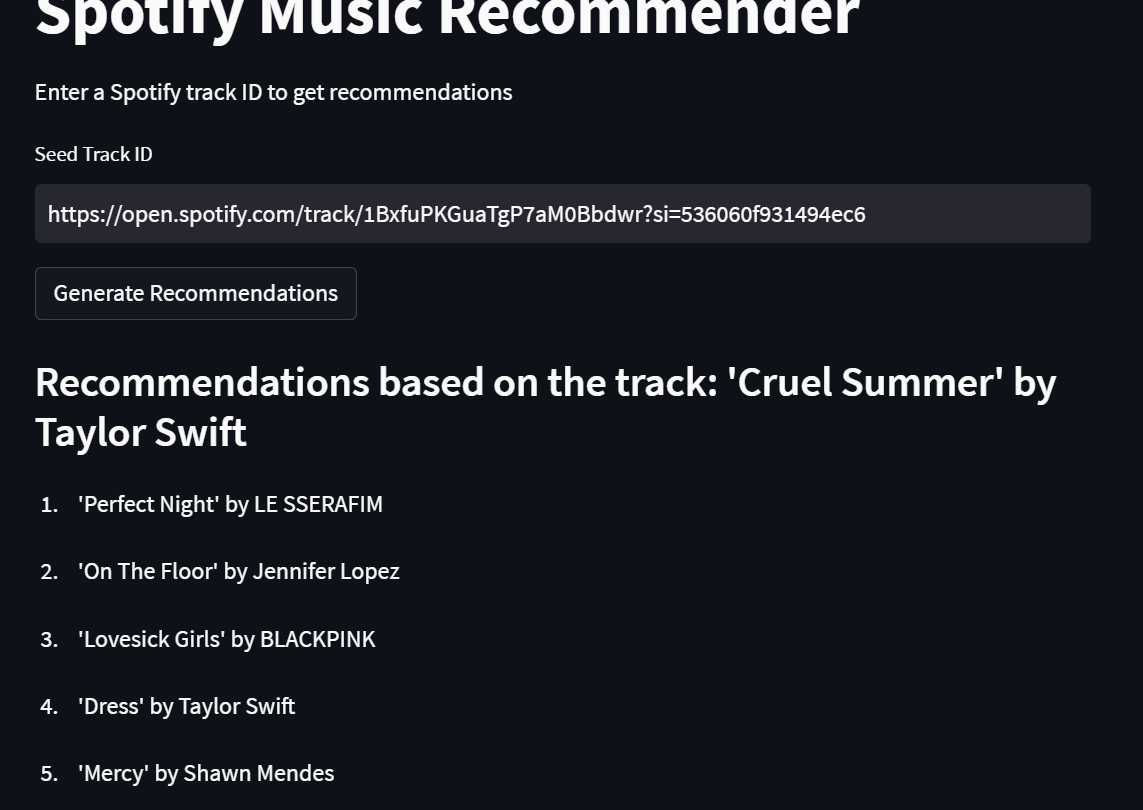 Spotify Music Recommender
Enter a Spotify track ID to get recommendations
Seed Track ID
https://open.spotify.com/track/1BxfuPKGuaTgP7aM0Bbdwr?si=536060f931494ec6
Generate Recommendations
Recommendations based on the track: 'Cruel Summer' by
Taylor Swift
1. 'Perfect Night' by LE SSERAFIM
2. 'On The Floor' by Jennifer Lopez
3. 'Lovesick Girls' by BLACKPINK
4. 'Dress' by Taylor Swift
5. 'Mercy' by Shawn Mendes